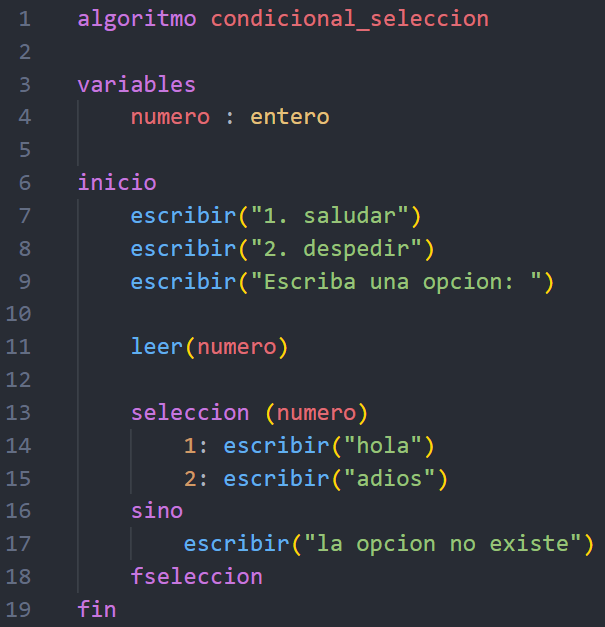 1 algoritmo condicional_seleccion
2
3 variables
4 numero : entero
5
6 inicio
7 escribir("1. saludar")
8 escribir("2. despedir")
9 escribir("Escriba una opcion: ")
10
11 leer(numero)
12
13 seleccion (numero)
14 1: escribir("hola")
15 2: escribir("adios")
16 sino
17 escribir("la opcion no existe")
18 fseleccion
19 fin